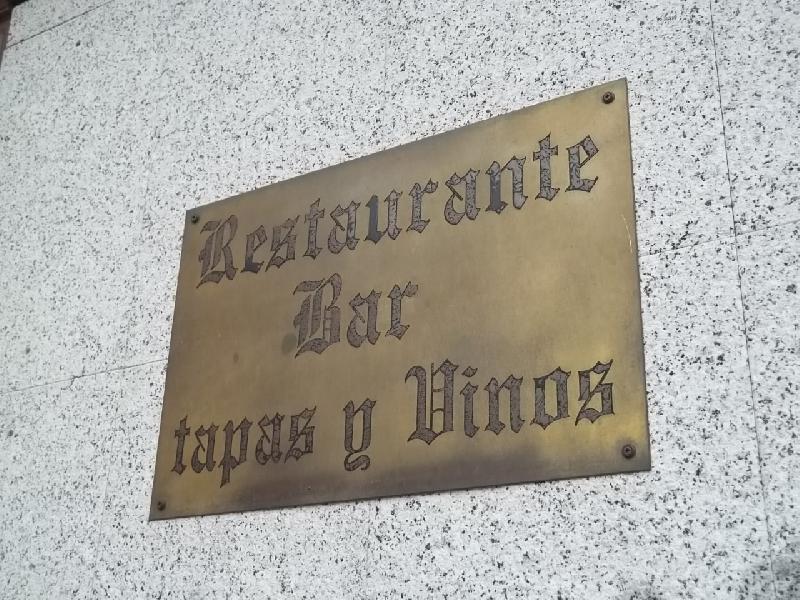 Restaurante
Bar
tapas y Vinos